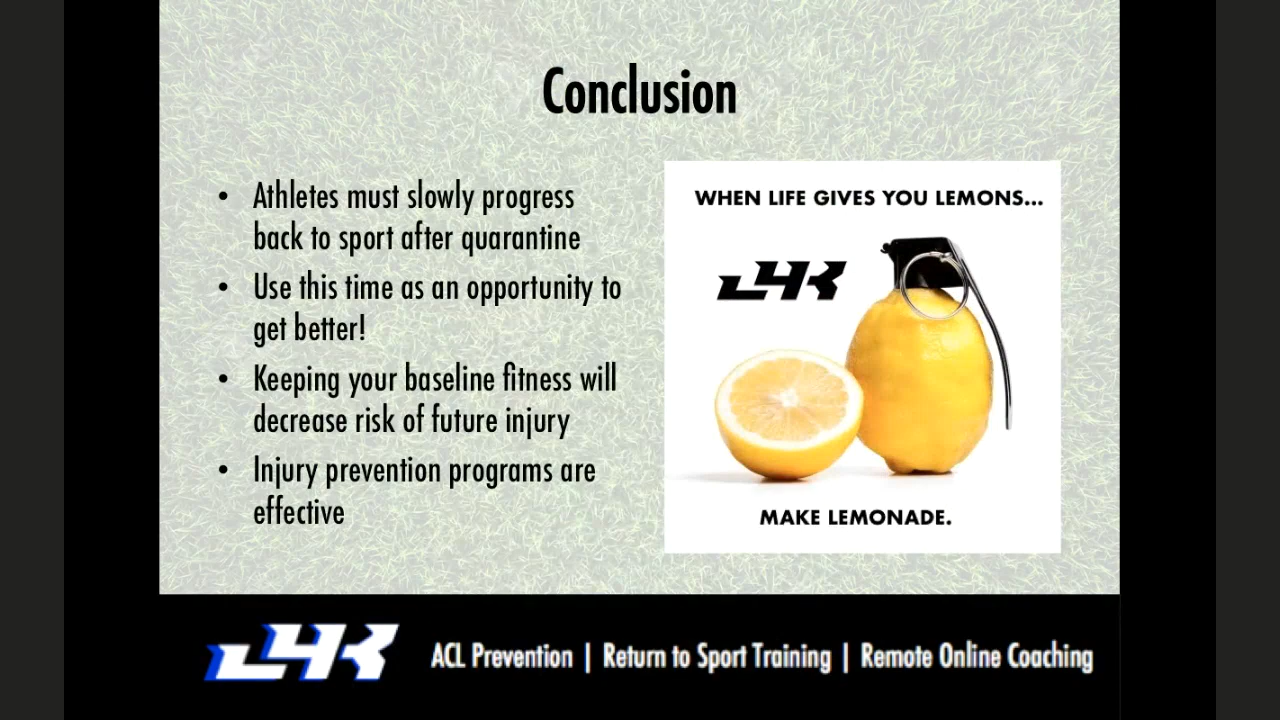 Conclusion
• Athletes must slowly progress
back to sport after quarantine
• Use this time as an opportunity to
get better!
• Keeping your baseline fitness will
decrease risk of future injury
• Injury prevention programs are
effective
WHEN LIFE GIVES YOU LEMONS...
J4K
MAKE LEMONADE.
J4K
ACL Prevention | Return to Sport Training | Remote Online Coaching